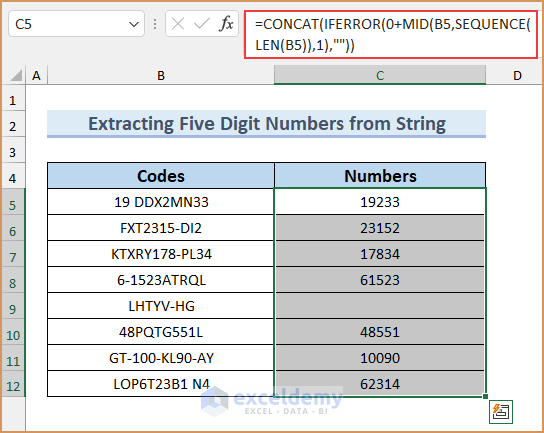 C5
fx
=CONCAT(IFERROR(0+MID(B5,SEQUENCE(
LEN(B5)),1),""))
A B C D
1
2 Extracting Five Digit Numbers from String
3
4 Codes Numbers
5 19 DDX2MN33 19233
6 FXT2315-DI2 23152
7 KTXRY178-PL34 17834
8 6-1523ATRQL 61523
9 LHTYV-HG
10 48PQTG551L 48551
11 GT-100-KL90-AY 10090
12 LOP6T23B1 N4 62314
exceldemy
EXCEL - DATA - BI